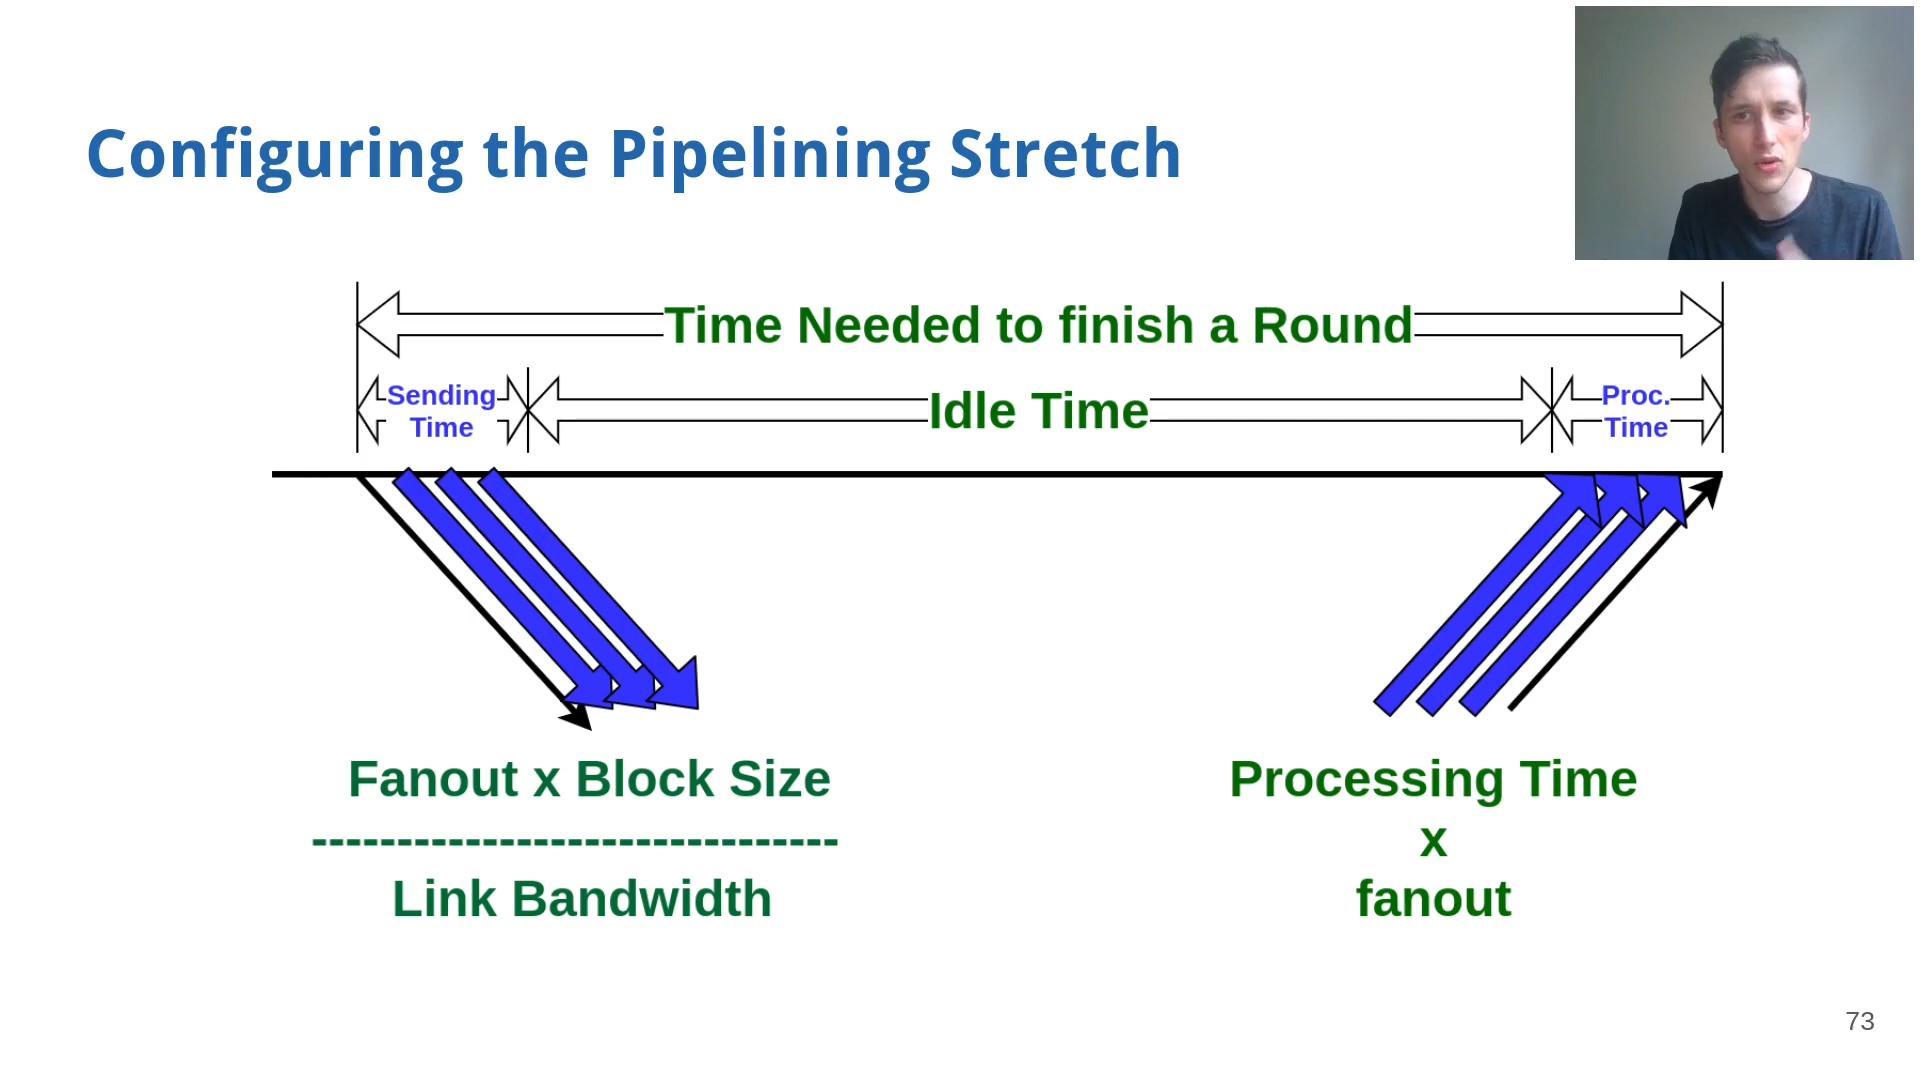 Configuring the Pipelining Stretch
Time Needed to finish a Round
Sending
Time
Idle Time
Proc.
Time
Fanout x Block Size
-------------------------------
Link Bandwidth
Processing Time
x
fanout
73